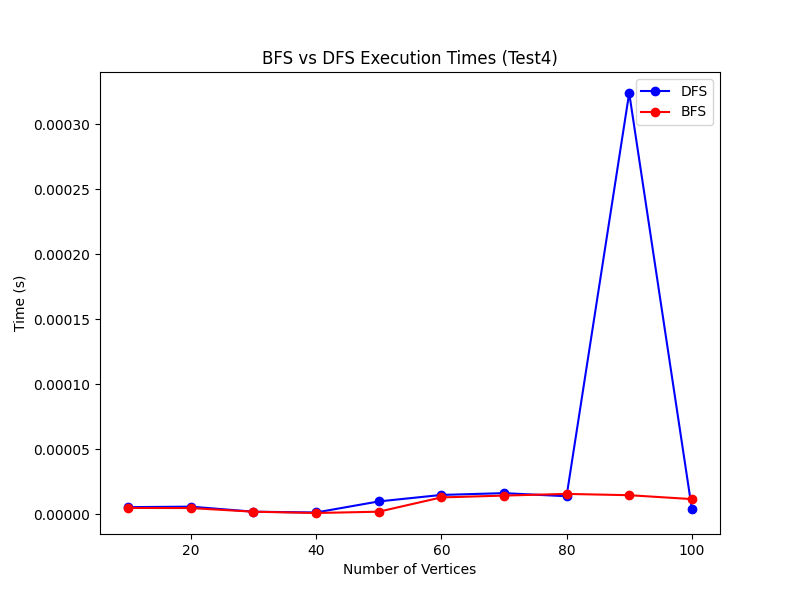 BFS vs DFS Execution Times (Test4)
DFS
BFS
0.00030
0.00025
0.00020
0.00015
0.00010
0.00005
0.00000
Time (s)
20 40 60 80 100
Number of Vertices